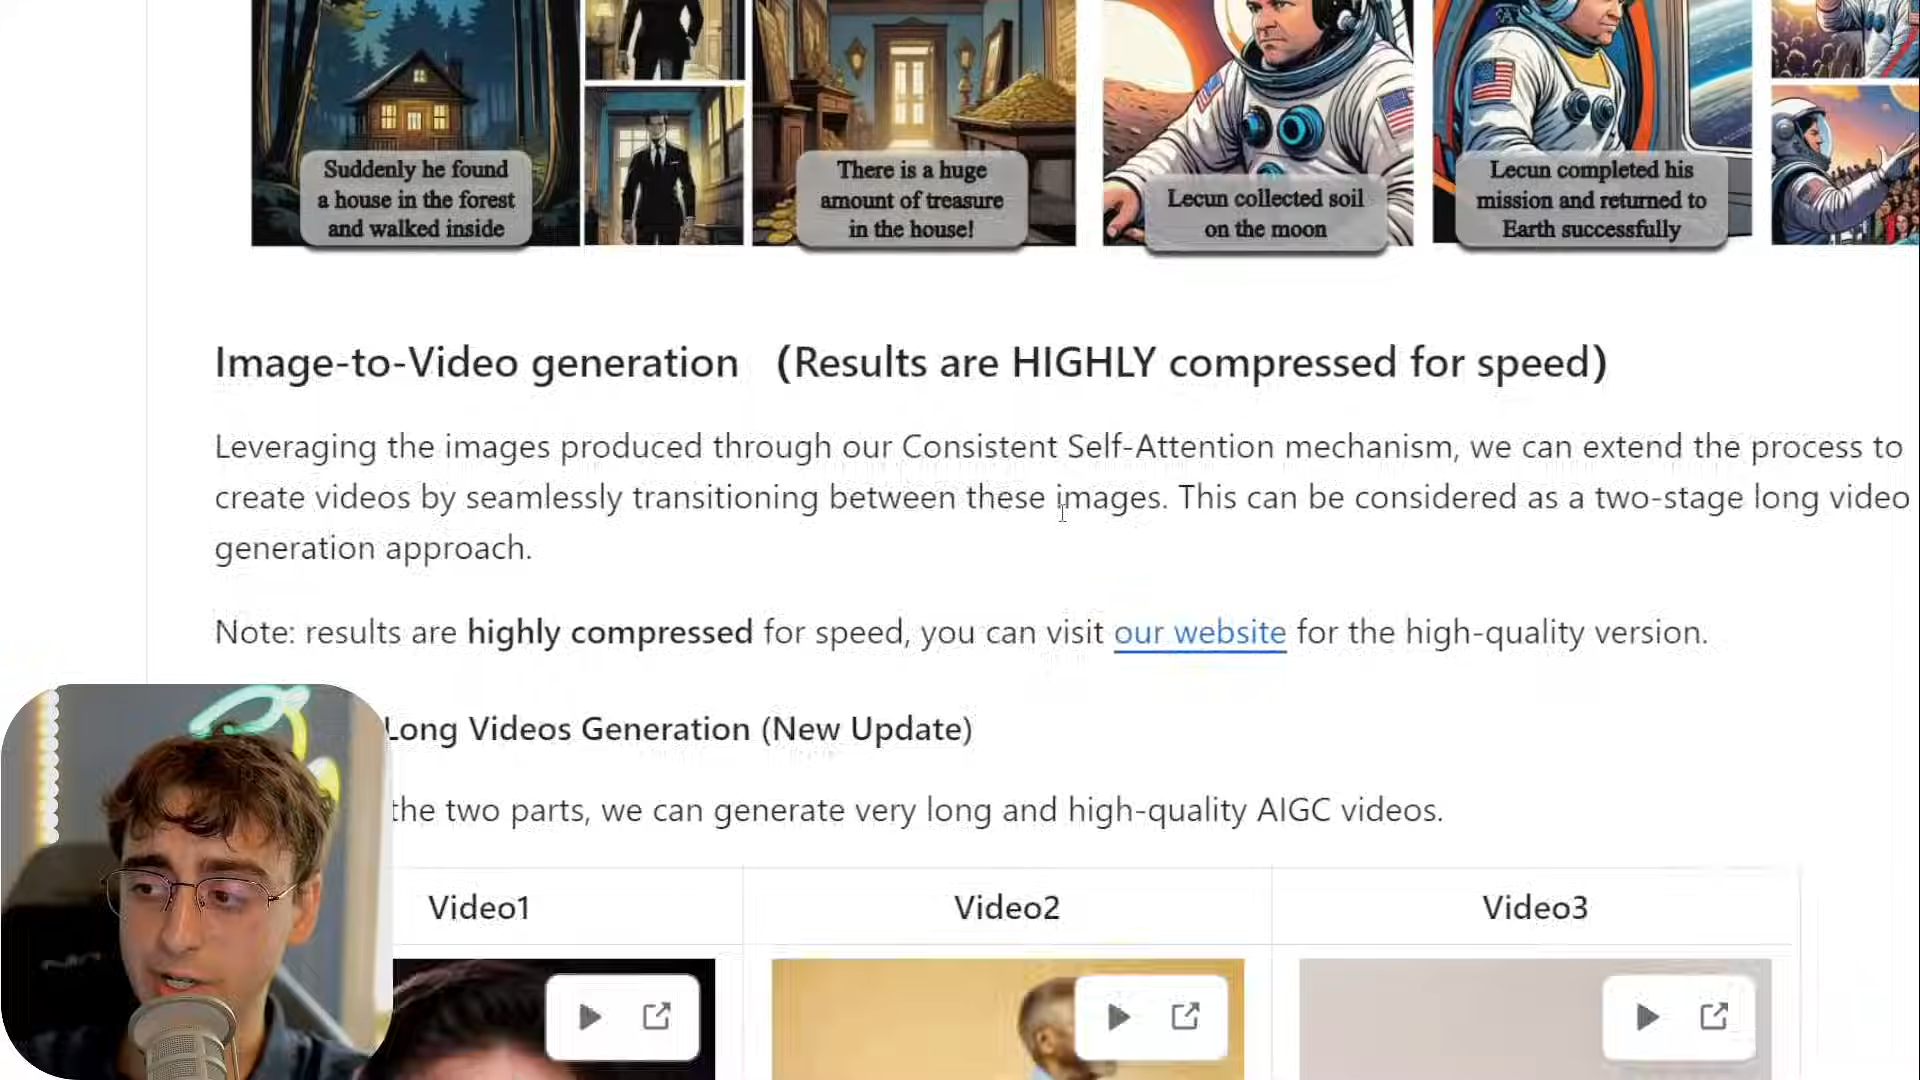 Suddenly he found
a house in the forest
and walked inside
There is a huge
amount of treasure
in the house!
Lecun collected soil
on the moon
Lecun completed his
mission and returned to
Earth successfully
Image-to-Video generation （Results are HIGHLY compressed for speed）
Leveraging the images produced through our Consistent Self-Attention mechanism, we can extend the process to
create videos by seamlessly transitioning between these images. This can be considered as a two-stage long video
generation approach.
Note: results are highly compressed for speed, you can visit our website for the high-quality version.
Long Videos Generation (New Update)
the two parts, we can generate very long and high-quality AIGC videos.
Video1
Video2
Video3